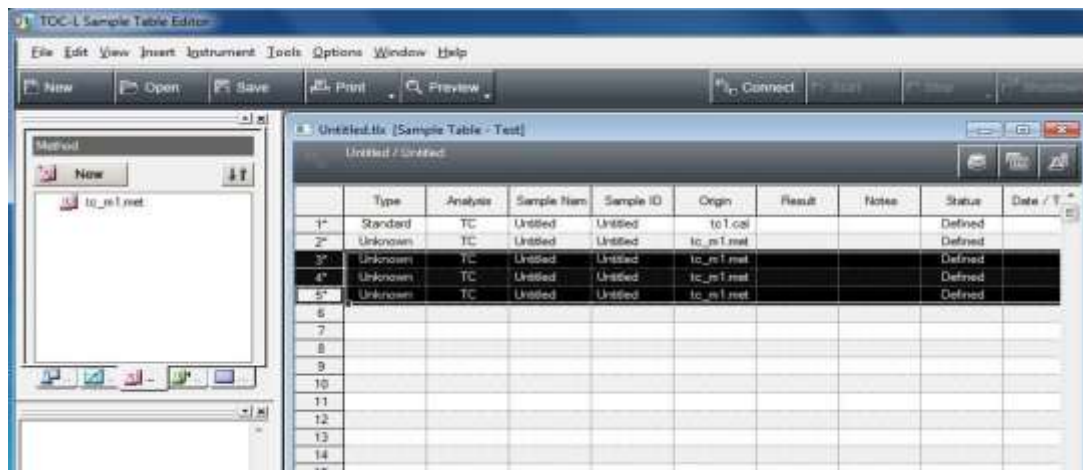 TOC-L Sample Table Editor
File Edit View Insert Instrument Tools Options Window Help
New Open Save Print Preview Connect Start Stop
Untitled.tlx [Sample Table - Test]
Method
Untitled / Untitled
New
tc_m1.met
Type Analysis Sample Nam Sample ID Origin Result Notes Status Date / T
1* Standard TC Untitled Untitled tc1.cal Defined
2* Unknown TC Untitled Untitled tc_m1.met Defined
3* Unknown TC Untitled Untitled tc_m1.met Defined
4* Unknown TC Untitled Untitled tc_m1.met Defined
5* Unknown TC Untitled Untitled tc_m1.met Defined
6
7
8
9
10
11
12
13
14